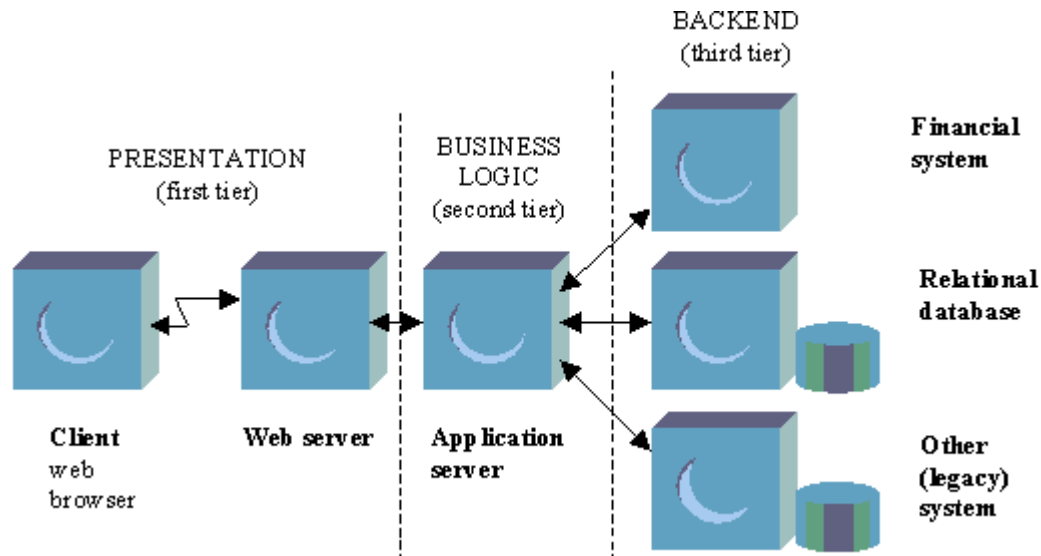 BACKEND
(third tier)
PRESENTATION
(first tier)
BUSINESS
LOGIC
(second tier)
Financial
system
Relational
database
Client
web
browser
Web server
Application
server
Other
(legacy)
system